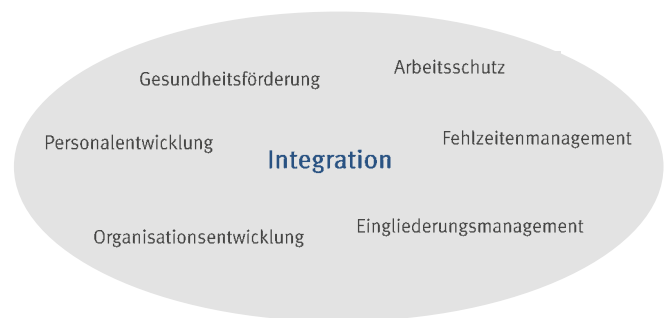 Gesundheitsförderung
Arbeitsschutz
Personalentwicklung
Integration
Fehlzeitenmanagement
Organisationsentwicklung
Eingliederungsmanagement